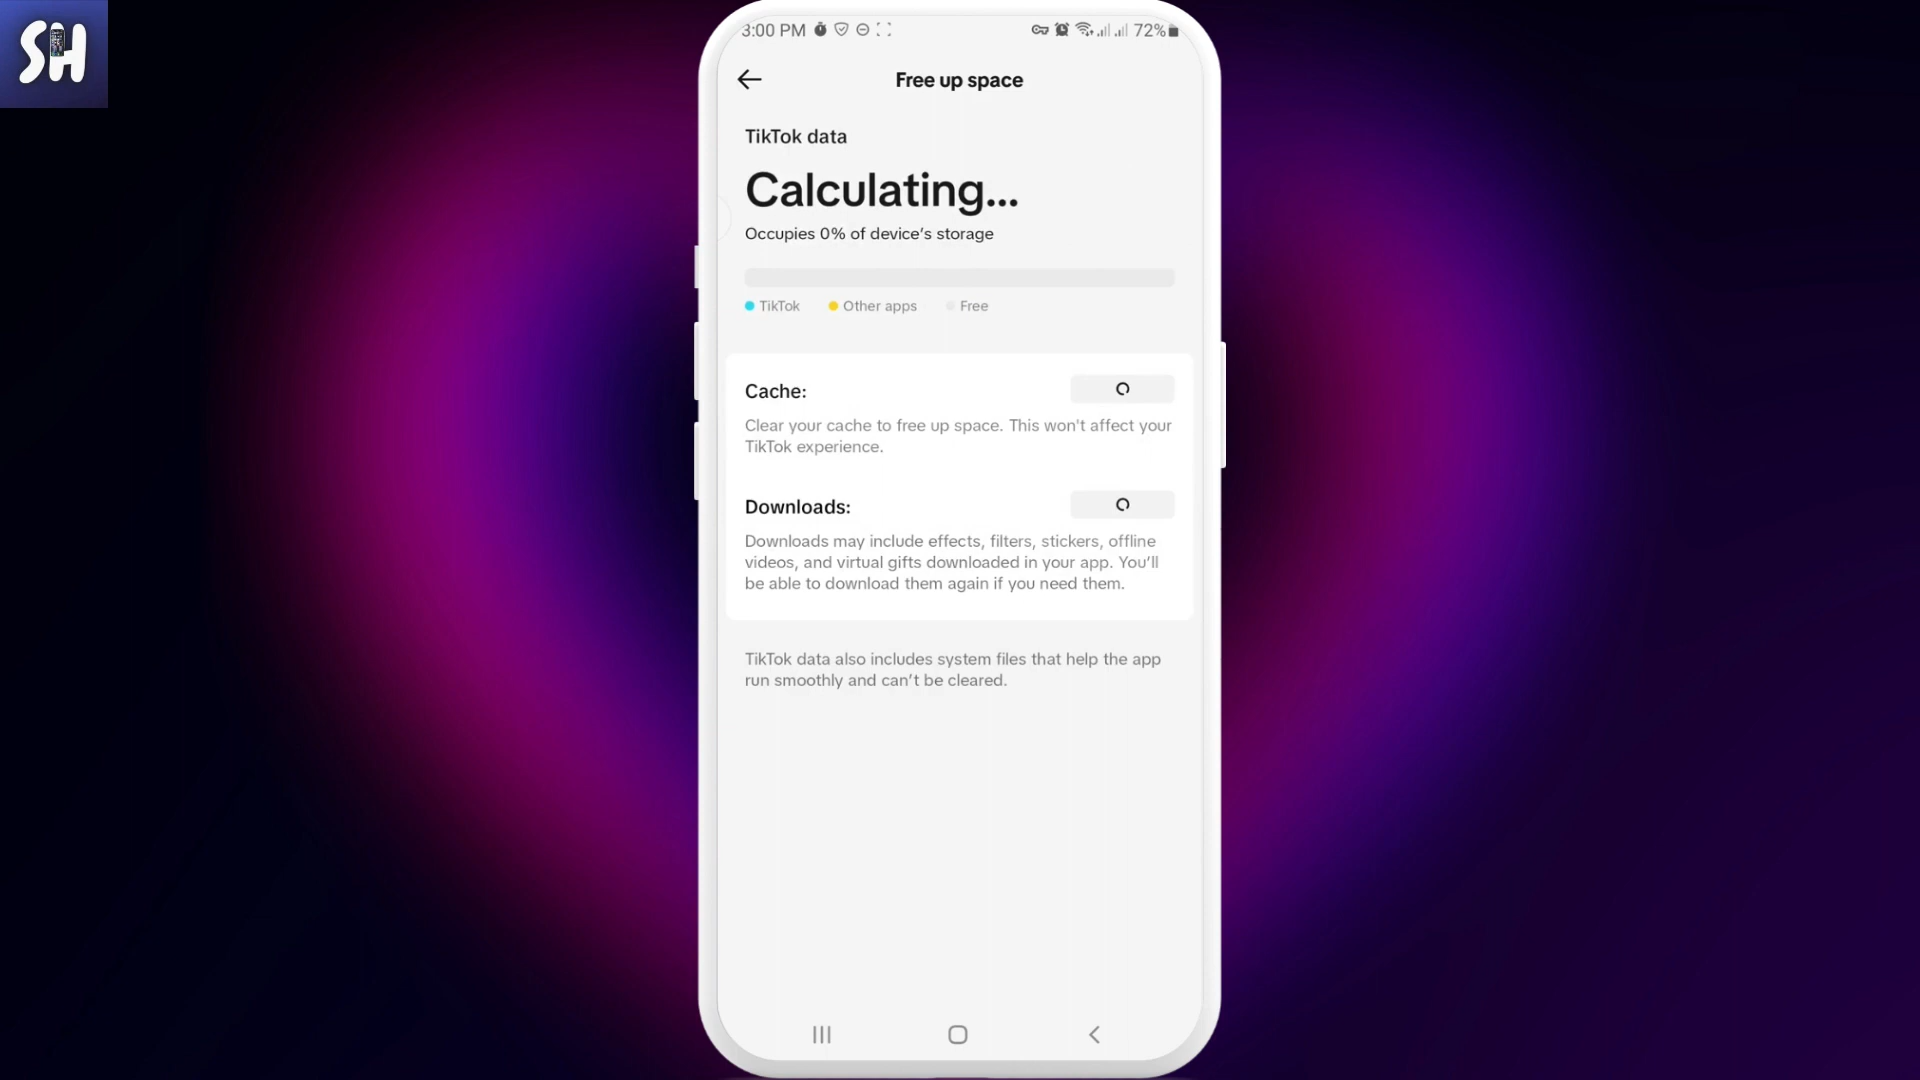 SH
3:00 PM 72%
Free up space
TikTok data
Calculating...
Occupies 0% of device's storage
TikTok Other apps Free
Cache:
Clear your cache to free up space. This won't affect your
TikTok experience.
Downloads:
Downloads may include effects, filters, stickers, offline
videos, and virtual gifts downloaded in your app. You’ll
be able to download them again if you need them.
TikTok data also includes system files that help the app
run smoothly and can’t be cleared.